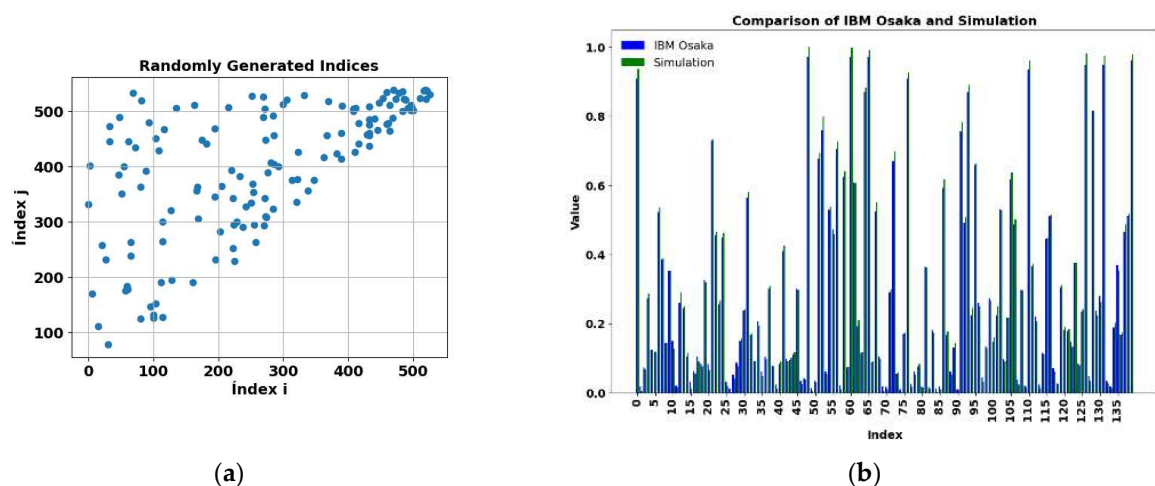 Randomly Generated Indices
Índex j
500
400
300
200
100
0 100 200 300 400 500
Índex i
(a)
Comparison of IBM Osaka and Simulation
IBM Osaka
Simulation
Value
1.0
0.8
0.6
0.4
0.2
0.0
0 5 10 15 20 25 30 35 40 45 50 55 60 65 70 75 80 85 90 95 100 105 110 115 120 125 130 135
Index
(b)